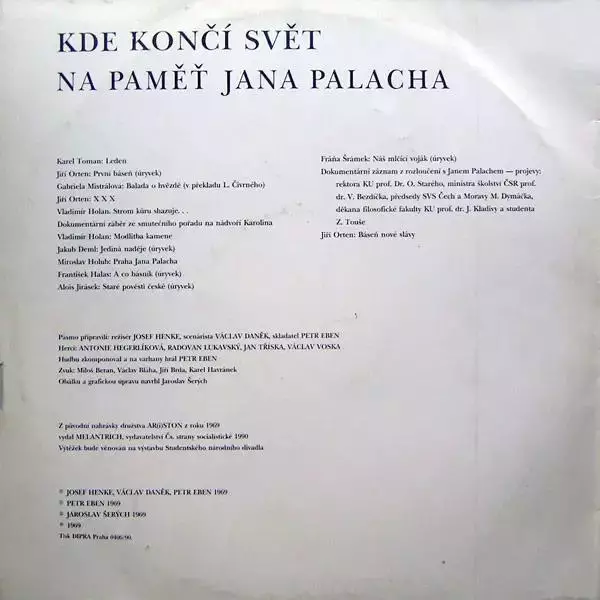 KDE KONČÍ SVĚT
NA PAMĚŤ JANA PALACHA
Karel Toman: Leden
Jiří Orten: První báseň (úryvek)
Gabriela Mistrálová: Balada o hvězdě (v překladu L. Čivrného)
Jiří Orten: X X X
Vladimír Holan: Strom kůru shazuje. . .
Dokumentární záběr ze smutečního pořadu na nádvoří Karolina
Vladimír Holan: Modlitba kamene
Jakub Deml: Jediná naděje (úryvek)
Miroslav Holub: Praha Jana Palacha
František Halas: A co básník (úryvek)
Alois Jirásek: Staré pověsti české (úryvek)
Fráňa Šrámek: Náš mlčící voják (úryvek)
Dokumentární záznam z rozloučení s Janem Palachem — projevy:
rektora KU prof. Dr. O. Starého, ministra školství ČSR prof.
dr. V. Bezdíčka, předsedy SVS Čech a Moravy M. Dymáčka,
děkana filosofické fakulty KU prof. dr. J. Kladivy a studenta
Z. Touše
Jiří Orten: Báseň nové slávy
Pásmo připravili: režisér JOSEF HENKE, scenárista VÁCLAV DANĚK, skladatel PETR EBEN
Herci: ANTONIE HEGERLÍKOVÁ, RADOVAN LUKAVSKÝ, JAN TŘÍSKA, VÁCLAV VOSKA
Hudbu zkomponoval a na varhany hrál PETR EBEN
Zvuk: Miloš Beran, Václav Bláha, Jiří Brila, Karel Havránek
Obálku a grafickou úpravu navrhl Jaroslav Šerých
Z původní nahrávky družstva AR(i)STON z roku 1969
vydal MELANTRICH, vydavatelství Čs. strany socialistické 1990
Výtěžek bude věnován na výstavbu Studentského národního divadla
® JOSEF HENKE, VÁCLAV DANĚK, PETR EBEN 1969
® PETR EBEN 1969
® JAROSLAV ŠERÝCH 1969
® 1969
Tisk DIPRA Praha 0406/90.